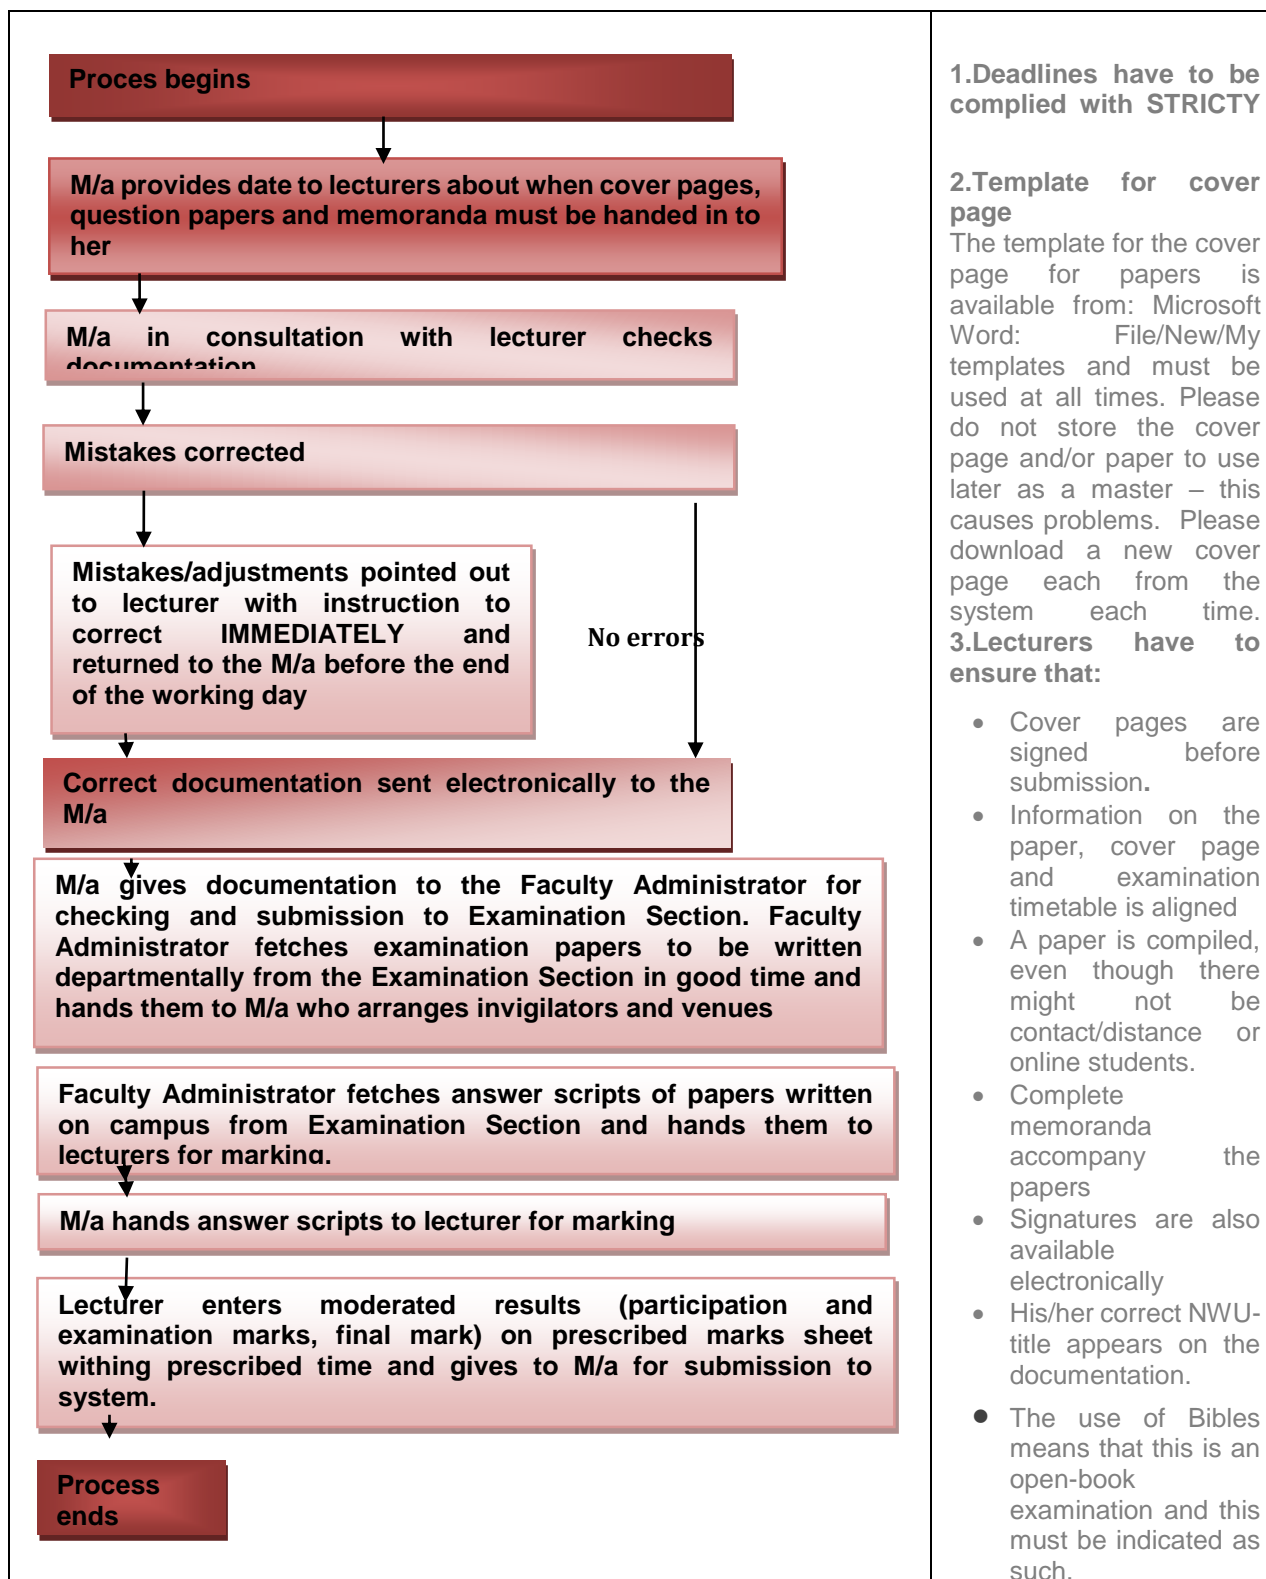 Proces begins
M/a provides date to lecturers about when cover pages,
question papers and memoranda must be handed in to
her
M/a in consultation with lecturer checks
documentation
Mistakes corrected
Mistakes/adjustments pointed out
to lecturer with instruction to
correct IMMEDIATELY and
returned to the M/a before the end
of the working day
No errors
Correct documentation sent electronically to the
M/a
M/a gives documentation to the Faculty Administrator for
checking and submission to Examination Section. Faculty
Administrator fetches examination papers to be written
departmentally from the Examination Section in good time and
hands them to M/a who arranges invigilators and venues
Faculty Administrator fetches answer scripts of papers written
on campus from Examination Section and hands them to
lecturers for marking.
M/a hands answer scripts to lecturer for marking
Lecturer enters moderated results (participation and
examination marks, final mark) on prescribed marks sheet
withing prescribed time and gives to M/a for submission to
system.
Process
ends
1.Deadlines have to be
complied with STRICTY
2.Template for cover
page
The template for the cover
page for papers is
available from: Microsoft
Word: File/New/My
templates and must be
used at all times. Please
do not store the cover
page and/or paper to use
later as a master – this
causes problems. Please
download a new cover
page each from the
system each time.
3.Lecturers have to
ensure that:
• Cover pages are
signed before
submission.
• Information on the
paper, cover page
and examination
timetable is aligned
• A paper is compiled,
even though there
might not be
contact/distance or
online students.
• Complete
memoranda
accompany the
papers
• Signatures are also
available
electronically
• His/her correct NWU-
title appears on the
documentation.
• The use of Bibles
means that this is an
open-book
examination and this
must be indicated as
such.